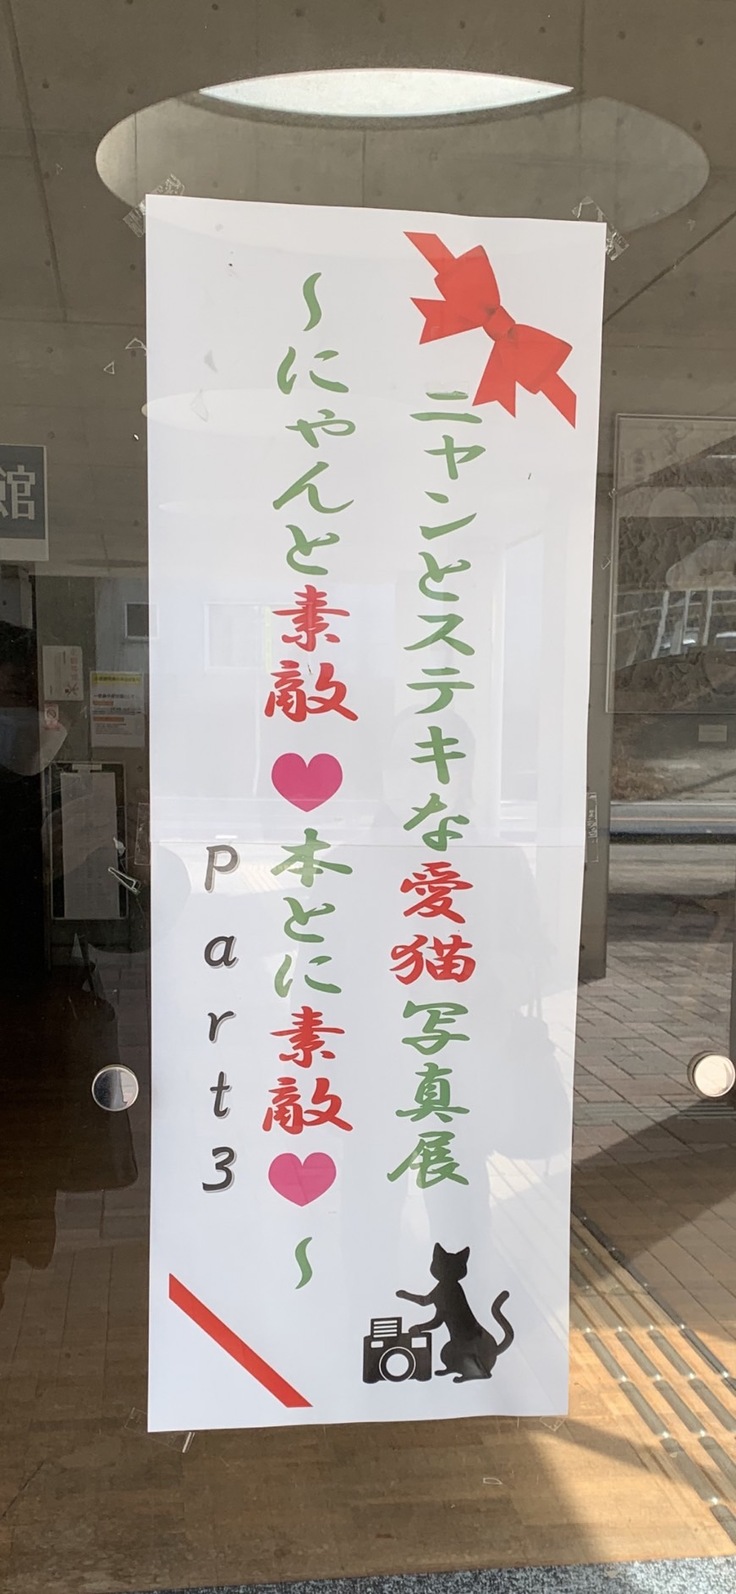 ニャンとステキな愛猫写真展
～にゃんと素敵♥本とに素敵♥～
Part3
館